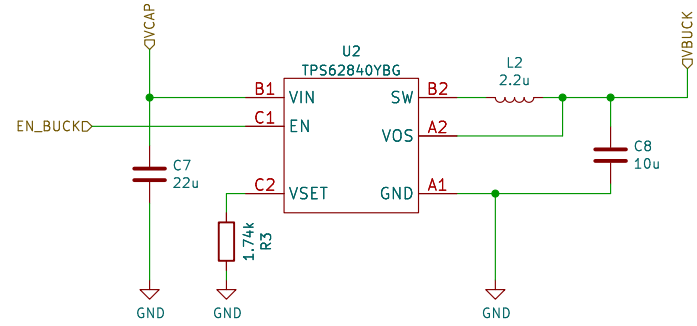 VCAP
VBUCK
U2
TPS62840YBG
L2
2.2u
B1
VIN
SW
B2
EN_BUCK
C1
EN
VOS
A2
C7
22u
C8
10u
C2
VSET
GND
A1
1.74k
R3
GND
GND
GND